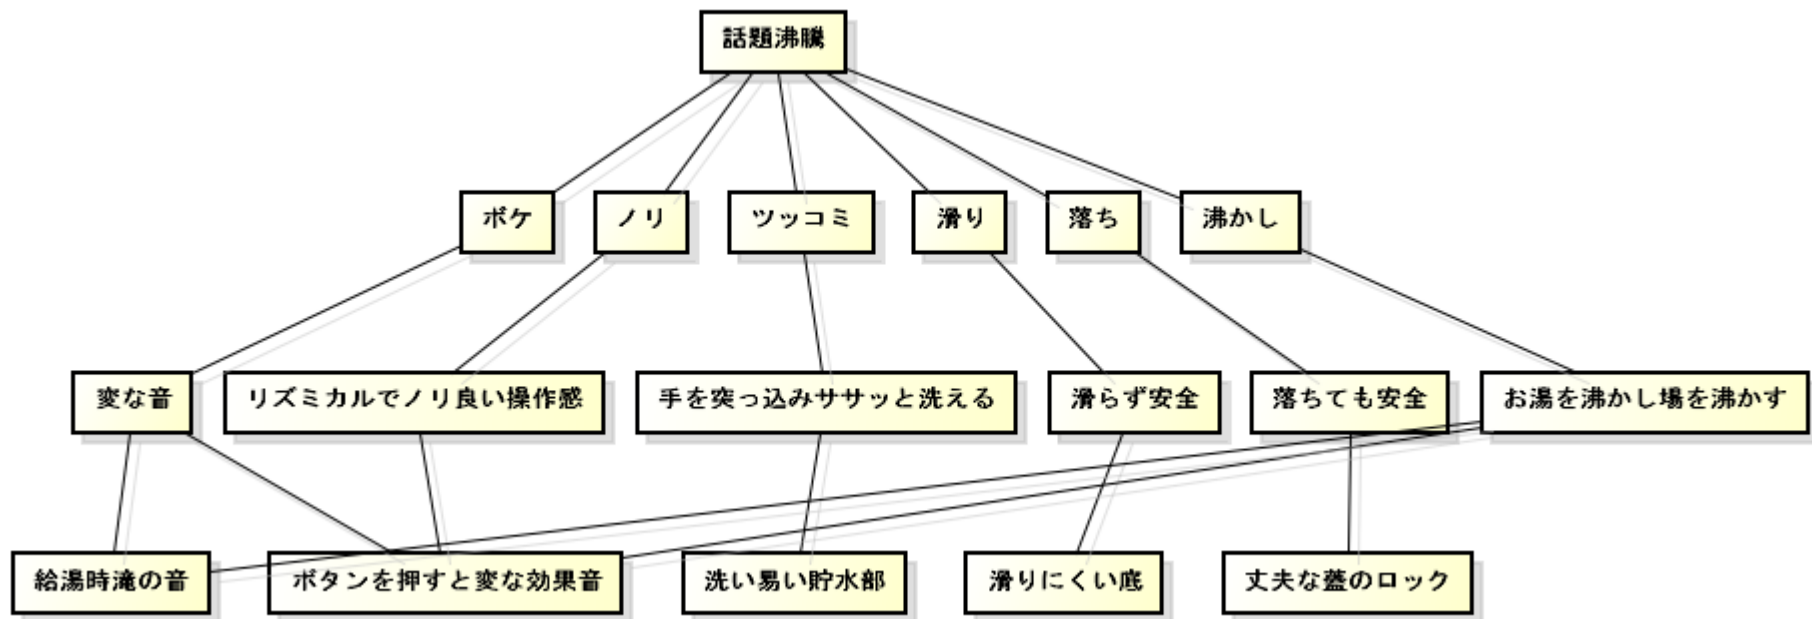 話題沸騰
ボケ
ノリ
ツッコミ
滑り
落ち
沸かし
変な音
リズミカルでノリ良い操作感
手を突っ込みササッと洗える
滑らず安全
落ちても安全
お湯を沸かし場を沸かす
給湯時滝の音
ボタンを押すと変な効果音
洗い易い貯水部
滑りにくい底
丈夫な蓋のロック